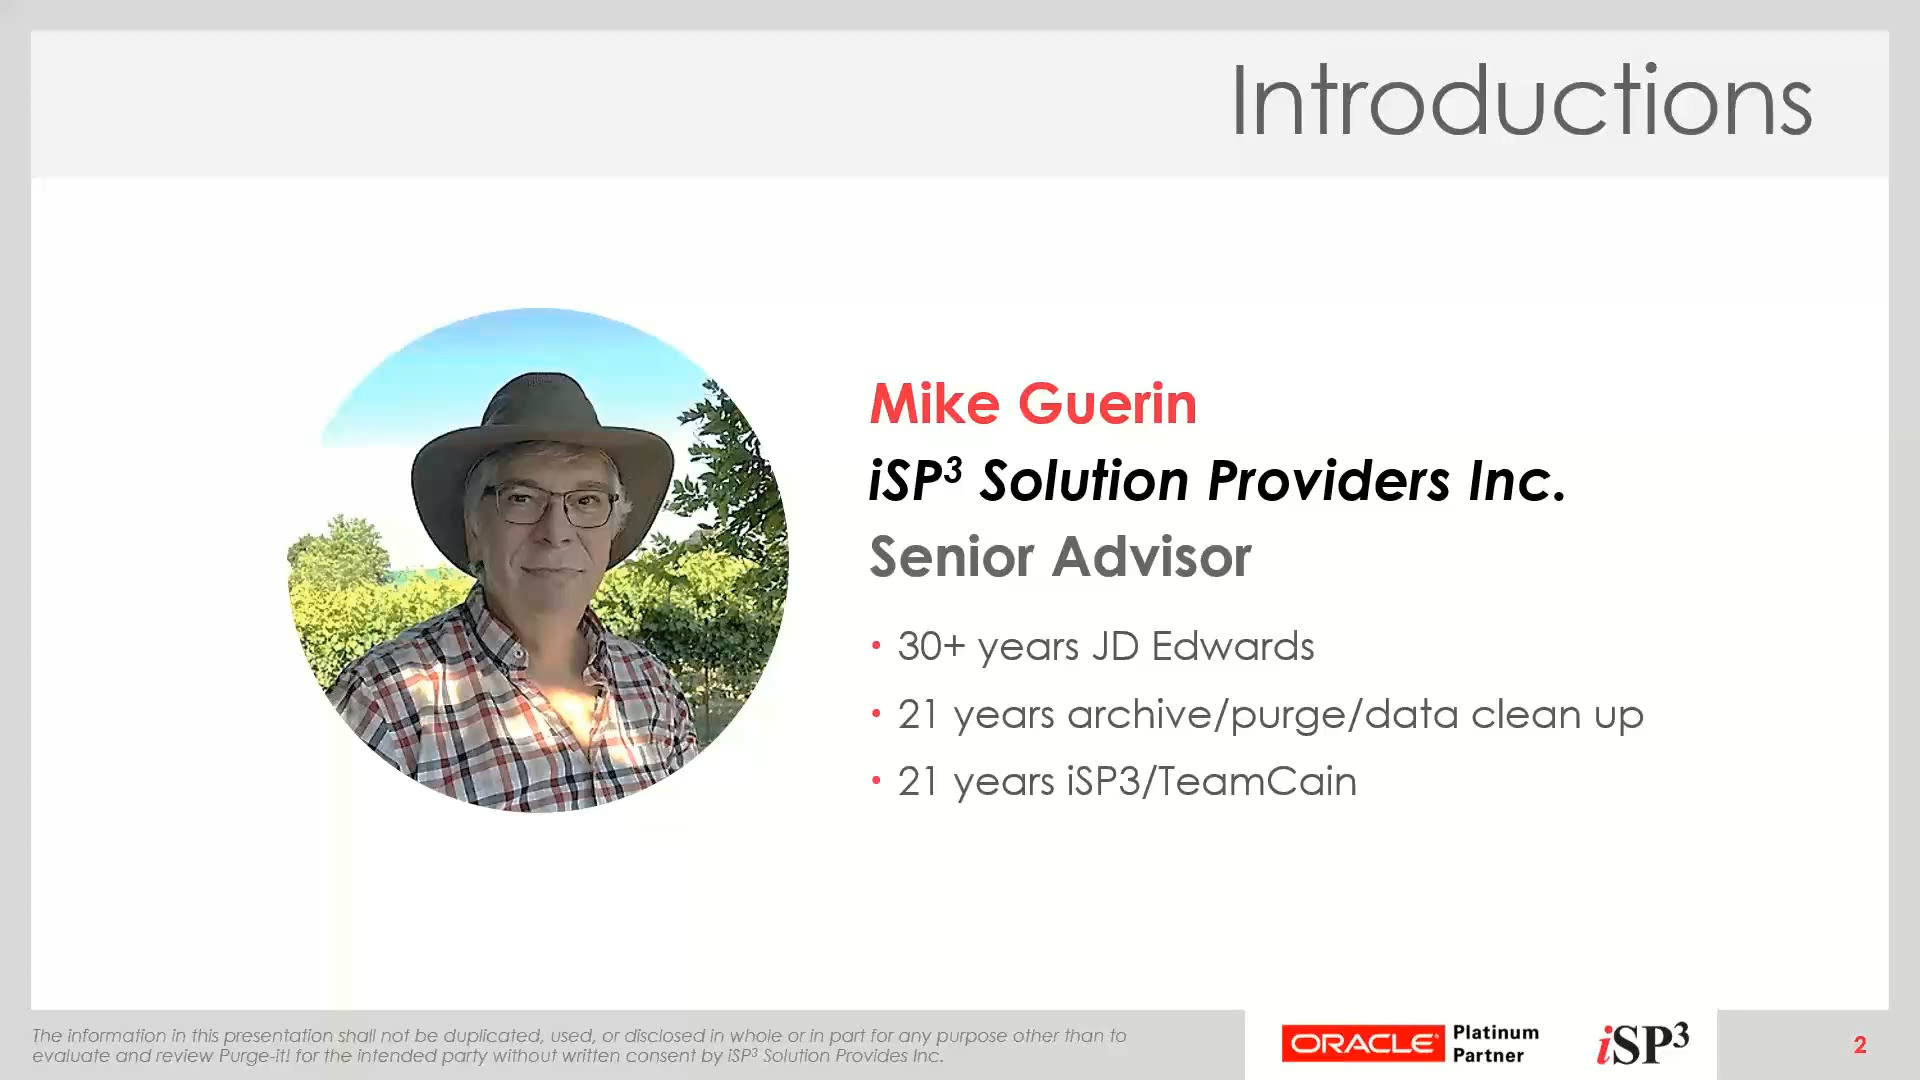 Introductions
Mike Guerin
iSP³ Solution Providers Inc.
Senior Advisor
• 30+ years JD Edwards
• 21 years archive/purge/data clean up
• 21 years iSP3/TeamCain
The information in this presentation shall not be duplicated, used, or disclosed in whole or in part for any purpose other than to
evaluate and review Purge-it! for the intended party without written consent by iSP³ Solution Provides Inc.
ORACLE Platinum
Partner
iSP³
2